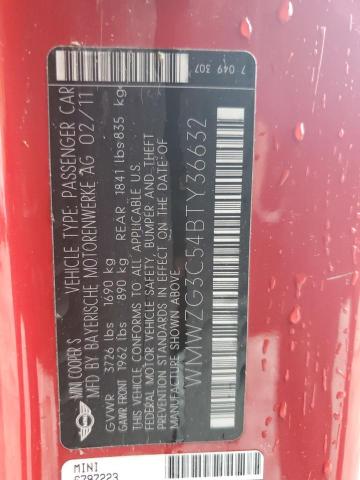 MINI COOPER S
VEHICLE TYPE: PASSENGER CAR
MFD BY BAYERISCHE MOTORENWERKE AG 02/11
GVWR 3726 lbs 1690 kg
GAWR FRONT 1962 lbs 890 kg REAR 1841 lbs835 kg
THIS VEHICLE CONFORMS TO ALL APPLICABLE U.S.
FEDERAL MOTOR VEHICLE SAFETY, BUMPER AND THEFT PREVENTION
STANDARDS IN EFFECT ON THE DATE OF
MANUFACTURE SHOWN ABOVE
WMWZG3C54BTY36632
7 049 307
MINI
6797223